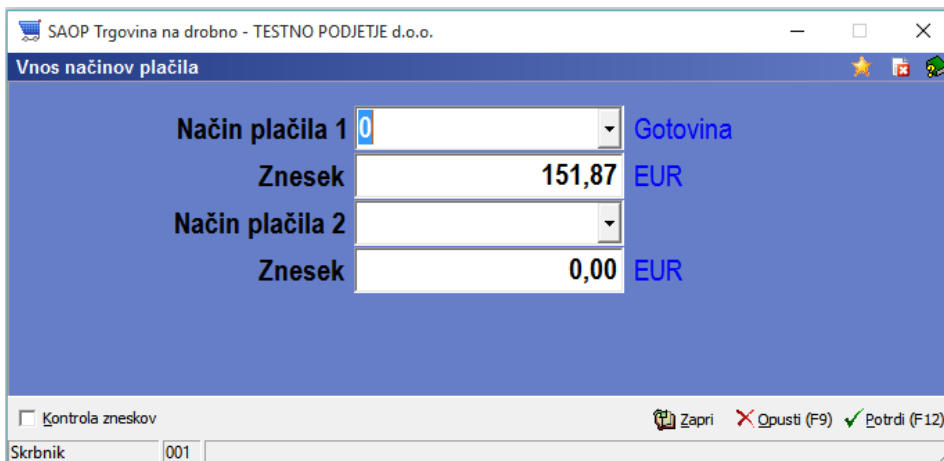 SAOP Trgovina na drobno - TESTNO PODJETJE d.o.o.
Vnos načinov plačila
Način plačila 1 0 Gotovina
Znesek 151,87 EUR
Način plačila 2
Znesek 0,00 EUR
Kontrola zneskov Zapri Opusti (F9) Potrdi (F12)
Skrbnik 001